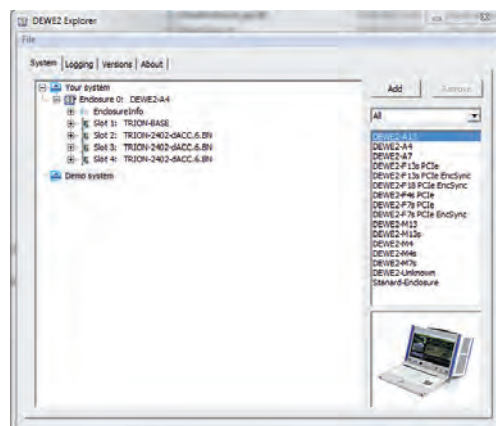 DEWE2 Explorer
File
System
Logging
Versions
About
Your system
Enclosure 0: DEWE2-A4
EnclosureInfo
Slot 1: TRION-BASE
Slot 2: TRION-2402-dACC.6.BN
Slot 3: TRION-2402-dACC.6.BN
Slot 4: TRION-2402-dACC.6.BN
Demo system
Add
Remove
All
DEWE2-A13
DEWE2-A4
DEWE2-A7
DEWE2-F13s PCIe
DEWE2-F13s PCIe EncSync
DEWE2-F18 PCIe EncSync
DEWE2-F4s PCIe
DEWE2-F7s PCIe
DEWE2-F7s PCIe EncSync
DEWE2-M13
DEWE2-M13s
DEWE2-M4
DEWE2-M4s
DEWE2-M7s
DEWE2-Unknown
Stanard-Enclosure